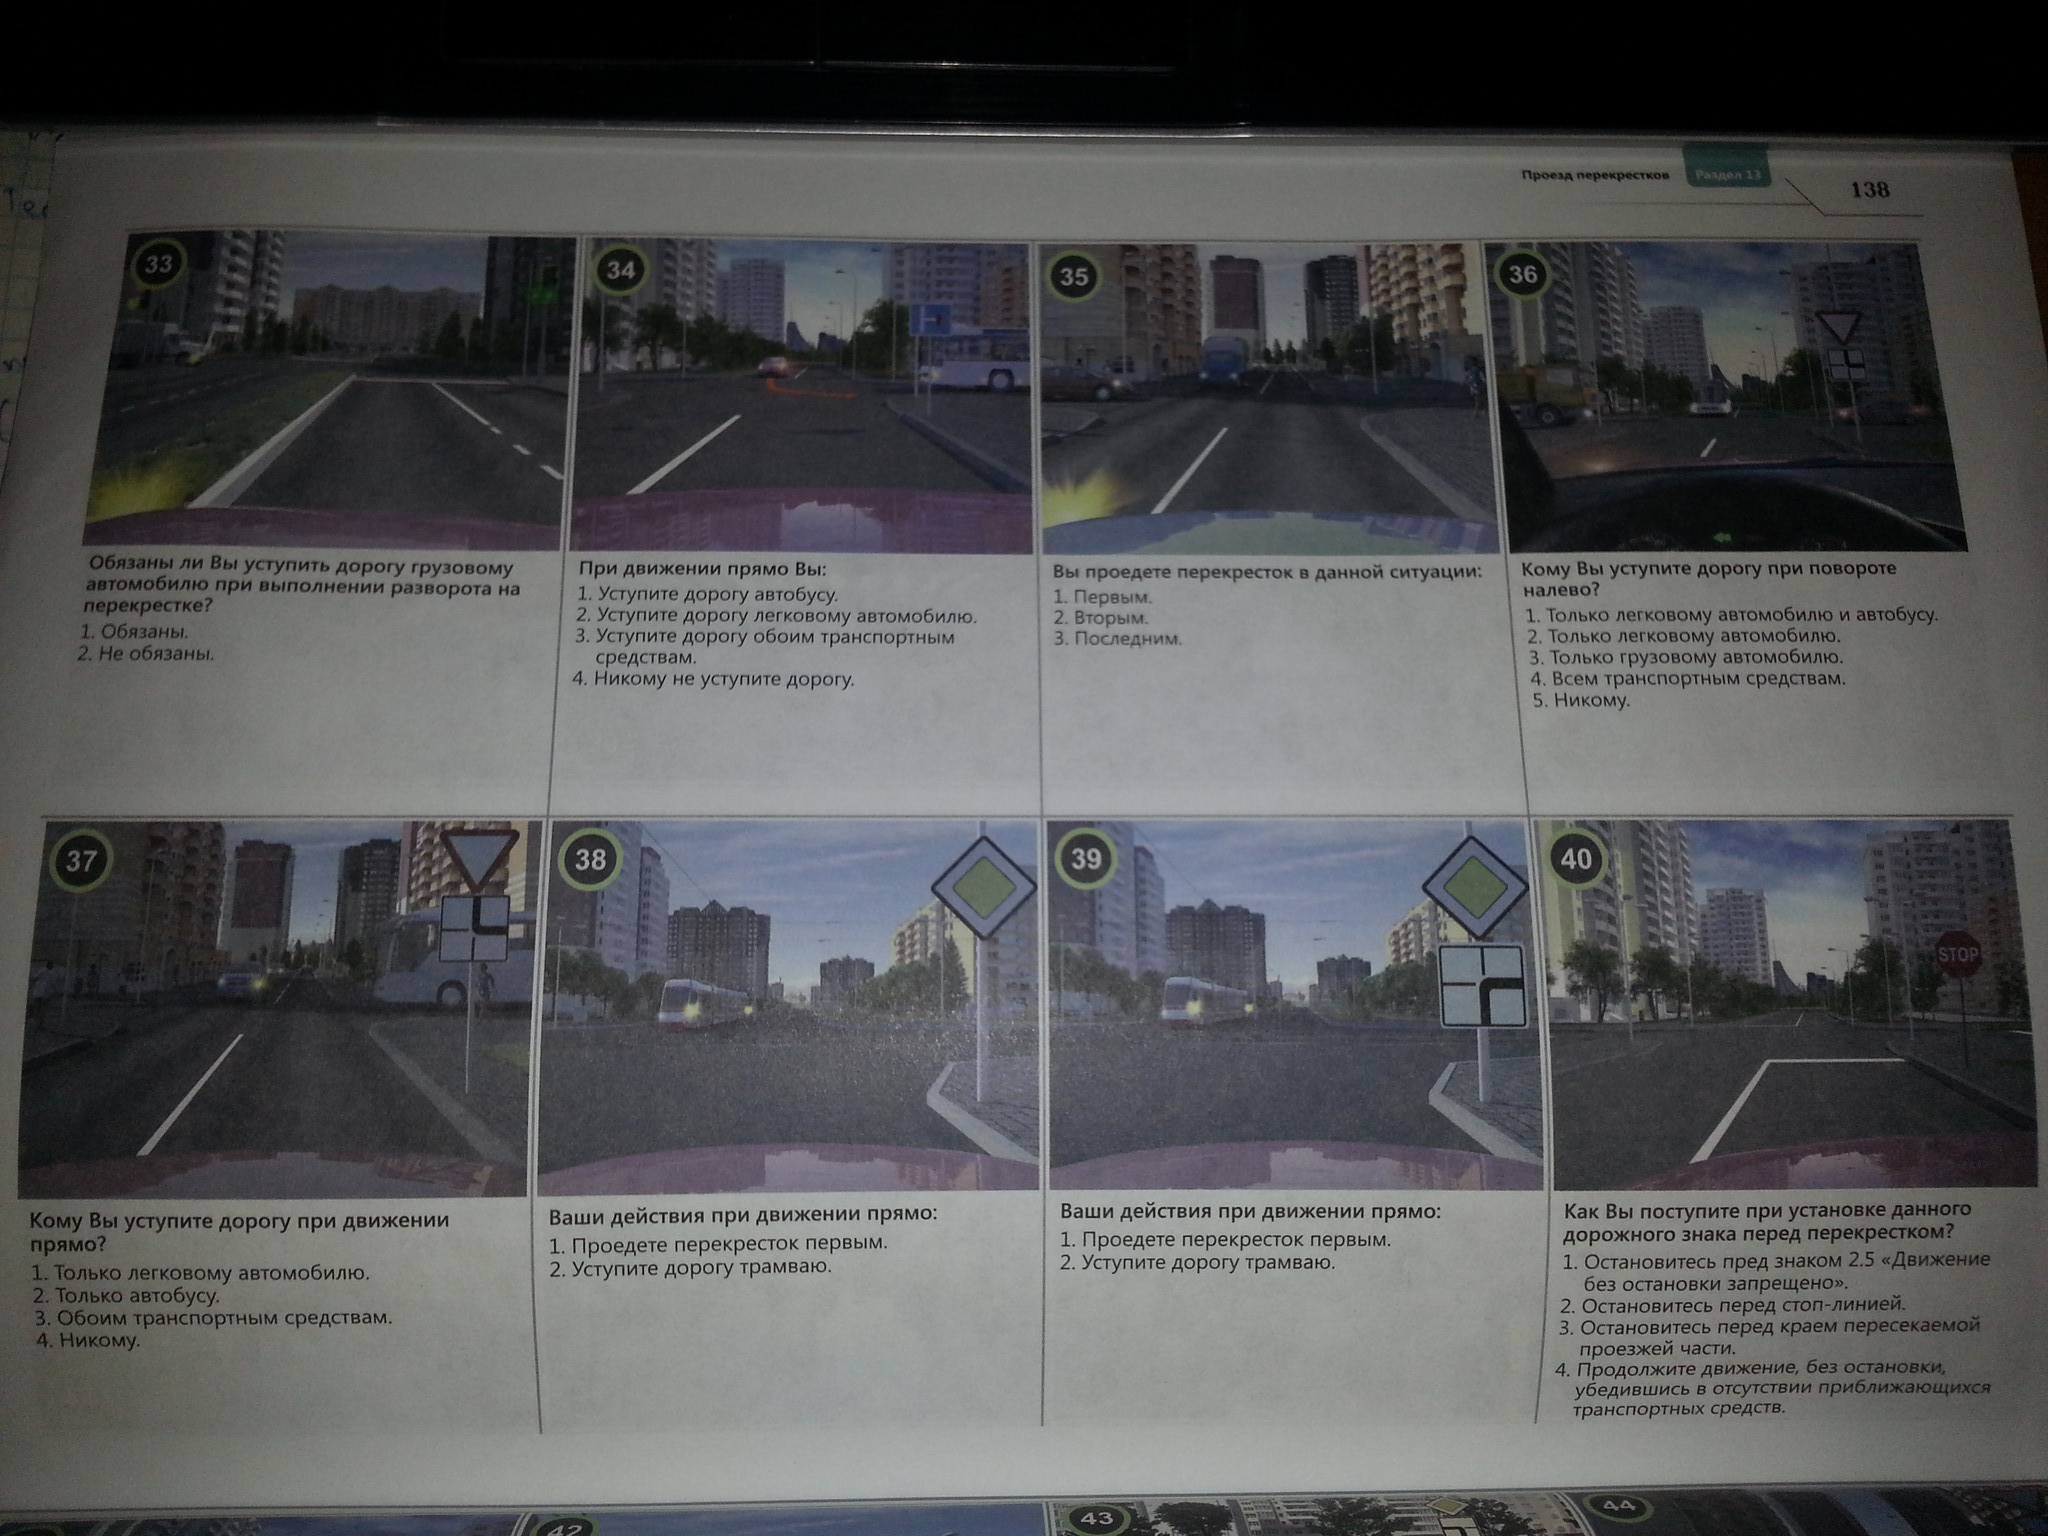 Проезд перекрестков
Раздел 13
138
33
Обязаны ли Вы уступить дорогу грузовому
автомобилю при выполнении разворота на
перекрестке?
1. Обязаны.
2. Не обязаны.
34
При движении прямо Вы:
1. Уступите дорогу автобусу.
2. Уступите дорогу легковому автомобилю.
3. Уступите дорогу обоим транспортным
средствам.
4. Никому не уступите дорогу.
35
Вы проедете перекресток в данной ситуации:
1. Первым.
2. Вторым.
3. Последним.
36
Кому Вы уступите дорогу при повороте
налево?
1. Только легковому автомобилю и автобусу.
2. Только легковому автомобилю.
3. Только грузовому автомобилю.
4. Всем транспортным средствам.
5. Никому.
37
Кому Вы уступите дорогу при движении
прямо?
1. Только легковому автомобилю.
2. Только автобусу.
3. Обоим транспортным средствам.
4. Никому.
38
Ваши действия при движении прямо:
1. Проедете перекресток первым.
2. Уступите дорогу трамваю.
39
Ваши действия при движении прямо:
1. Проедете перекресток первым.
2. Уступите дорогу трамваю.
40
STOP
Как Вы поступите при установке данного
дорожного знака перед перекрестком?
1. Остановитесь пред знаком 2.5 «Движение
без остановки запрещено».
2. Остановитесь перед стоп-линией.
3. Остановитесь перед краем пересекаемой
проезжей части.
4. Продолжите движение, без остановки,
убедившись в отсутствии приближающихся
транспортных средств.
42
43
44